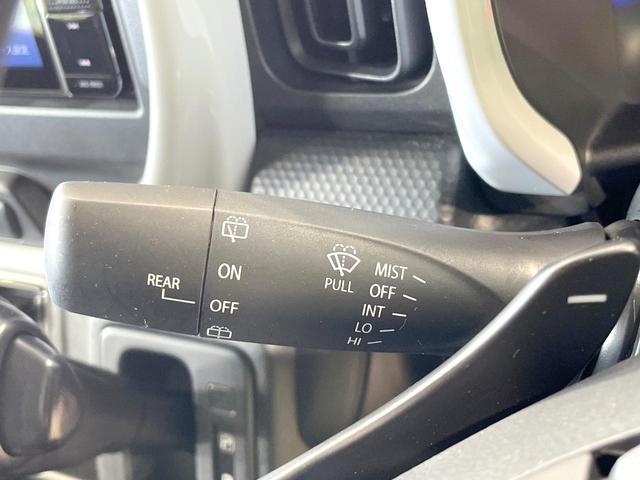 REAR
ON
OFF
PULL
MIST
OFF
INT
LO
HI